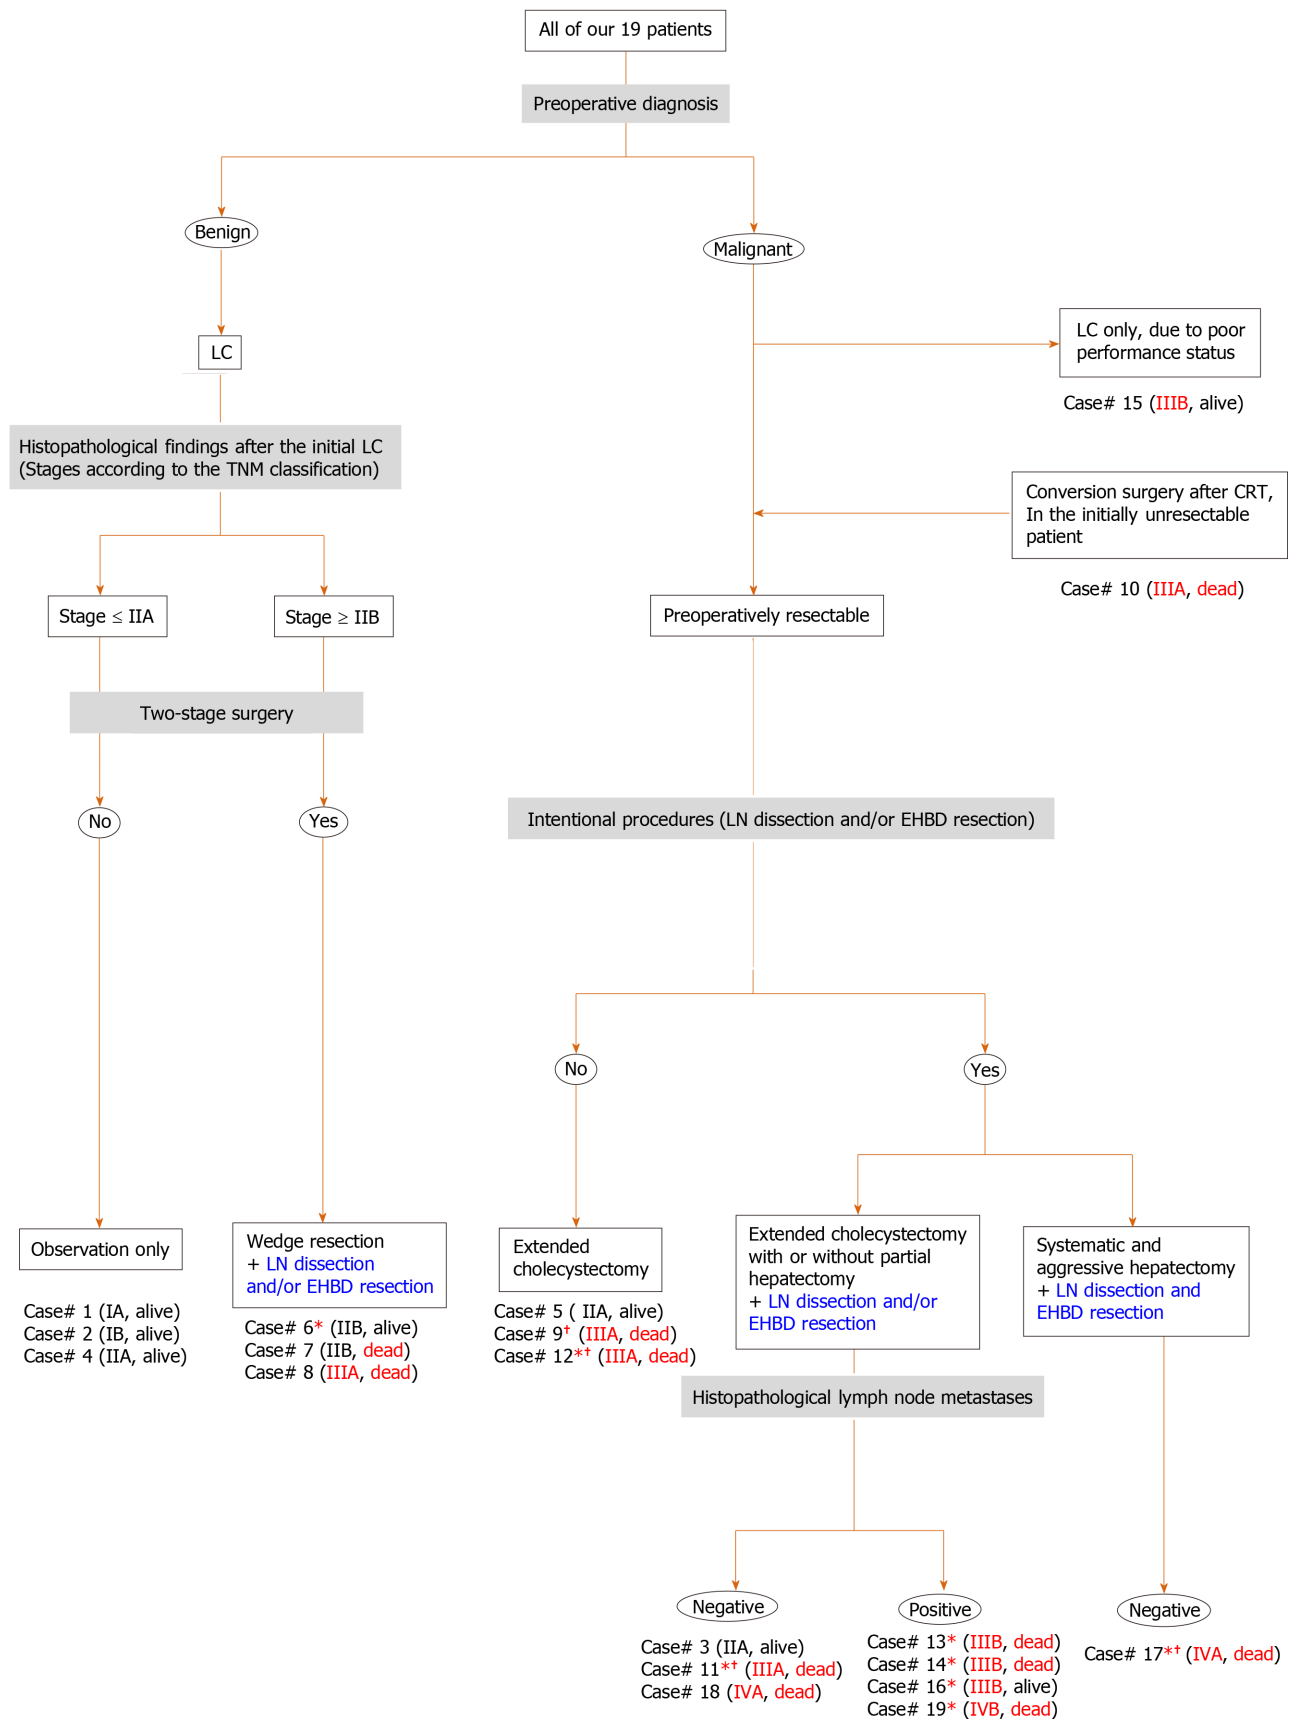 All of our 19 patients
Preoperative diagnosis
Benign
Malignant
LC
LC only, due to poor
performance status
Case# 15 (IIIB, alive)
Histopathological findings after the initial LC
(Stages according to the TNM classification)
Conversion surgery after CRT,
In the initially unresectable
patient
Case# 10 (IIIA, dead)
Stage ≤ IIA
Stage ≥ IIB
Preoperatively resectable
Two-stage surgery
No
Yes
Intentional procedures (LN dissection and/or EHBD resection)
No
Yes
Observation only
Case# 1 (IA, alive)
Case# 2 (IB, alive)
Case# 4 (IIA, alive)
Wedge resection
+ LN dissection
and/or EHBD resection
Case# 6* (IIB, alive)
Case# 7 (IIB, dead)
Case# 8 (IIIA, dead)
Extended
cholecystectomy
Case# 5 ( IIA, alive)
Case# 9† (IIIA, dead)
Case# 12*† (IIIA, dead)
Extended cholecystectomy
with or without partial
hepatectomy
+ LN dissection and/or
EHBD resection
Systematic and
aggressive hepatectomy
+ LN dissection and
EHBD resection
Histopathological lymph node metastases
Negative
Case# 3 (IIA, alive)
Case# 11*† (IIIA, dead)
Case# 18 (IVA, dead)
Positive
Case# 13* (IIIB, dead)
Case# 14* (IIIB, dead)
Case# 16* (IIIB, alive)
Case# 19* (IVB, dead)
Negative
Case# 17*† (IVA, dead)